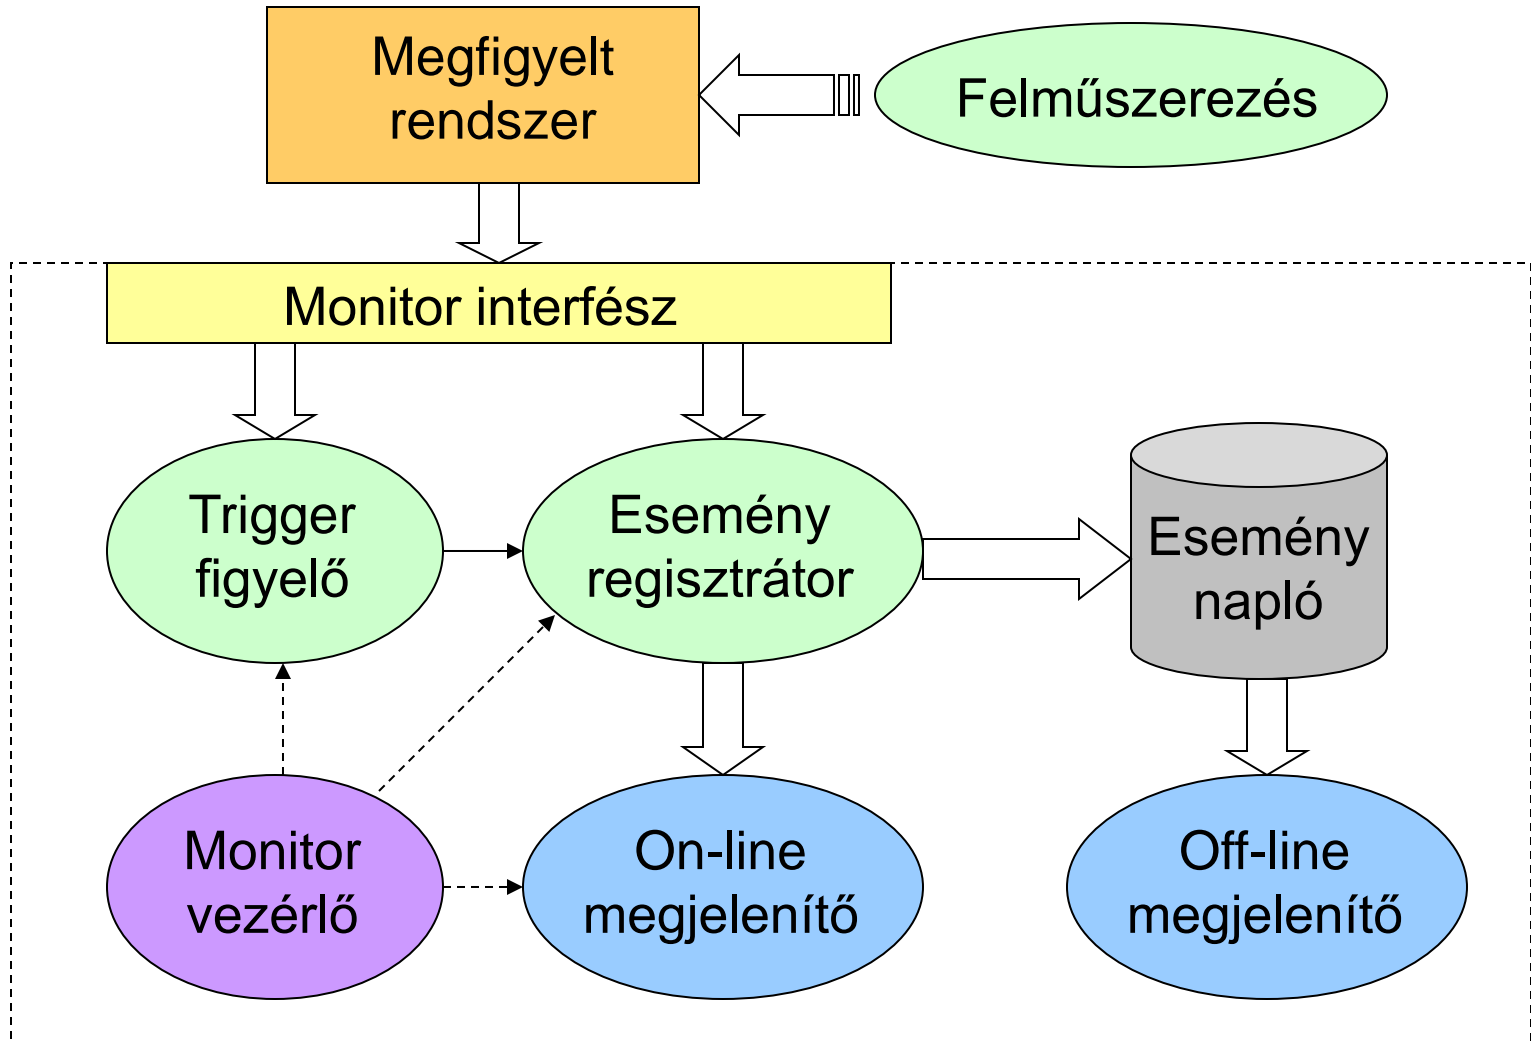 Megfigyelt
rendszer
Felműszerezés
Monitor interfész
Trigger
figyelő
Esemény
regisztrátor
Esemény
napló
Monitor
vezérlő
On-line
megjelenítő
Off-line
megjelenítő